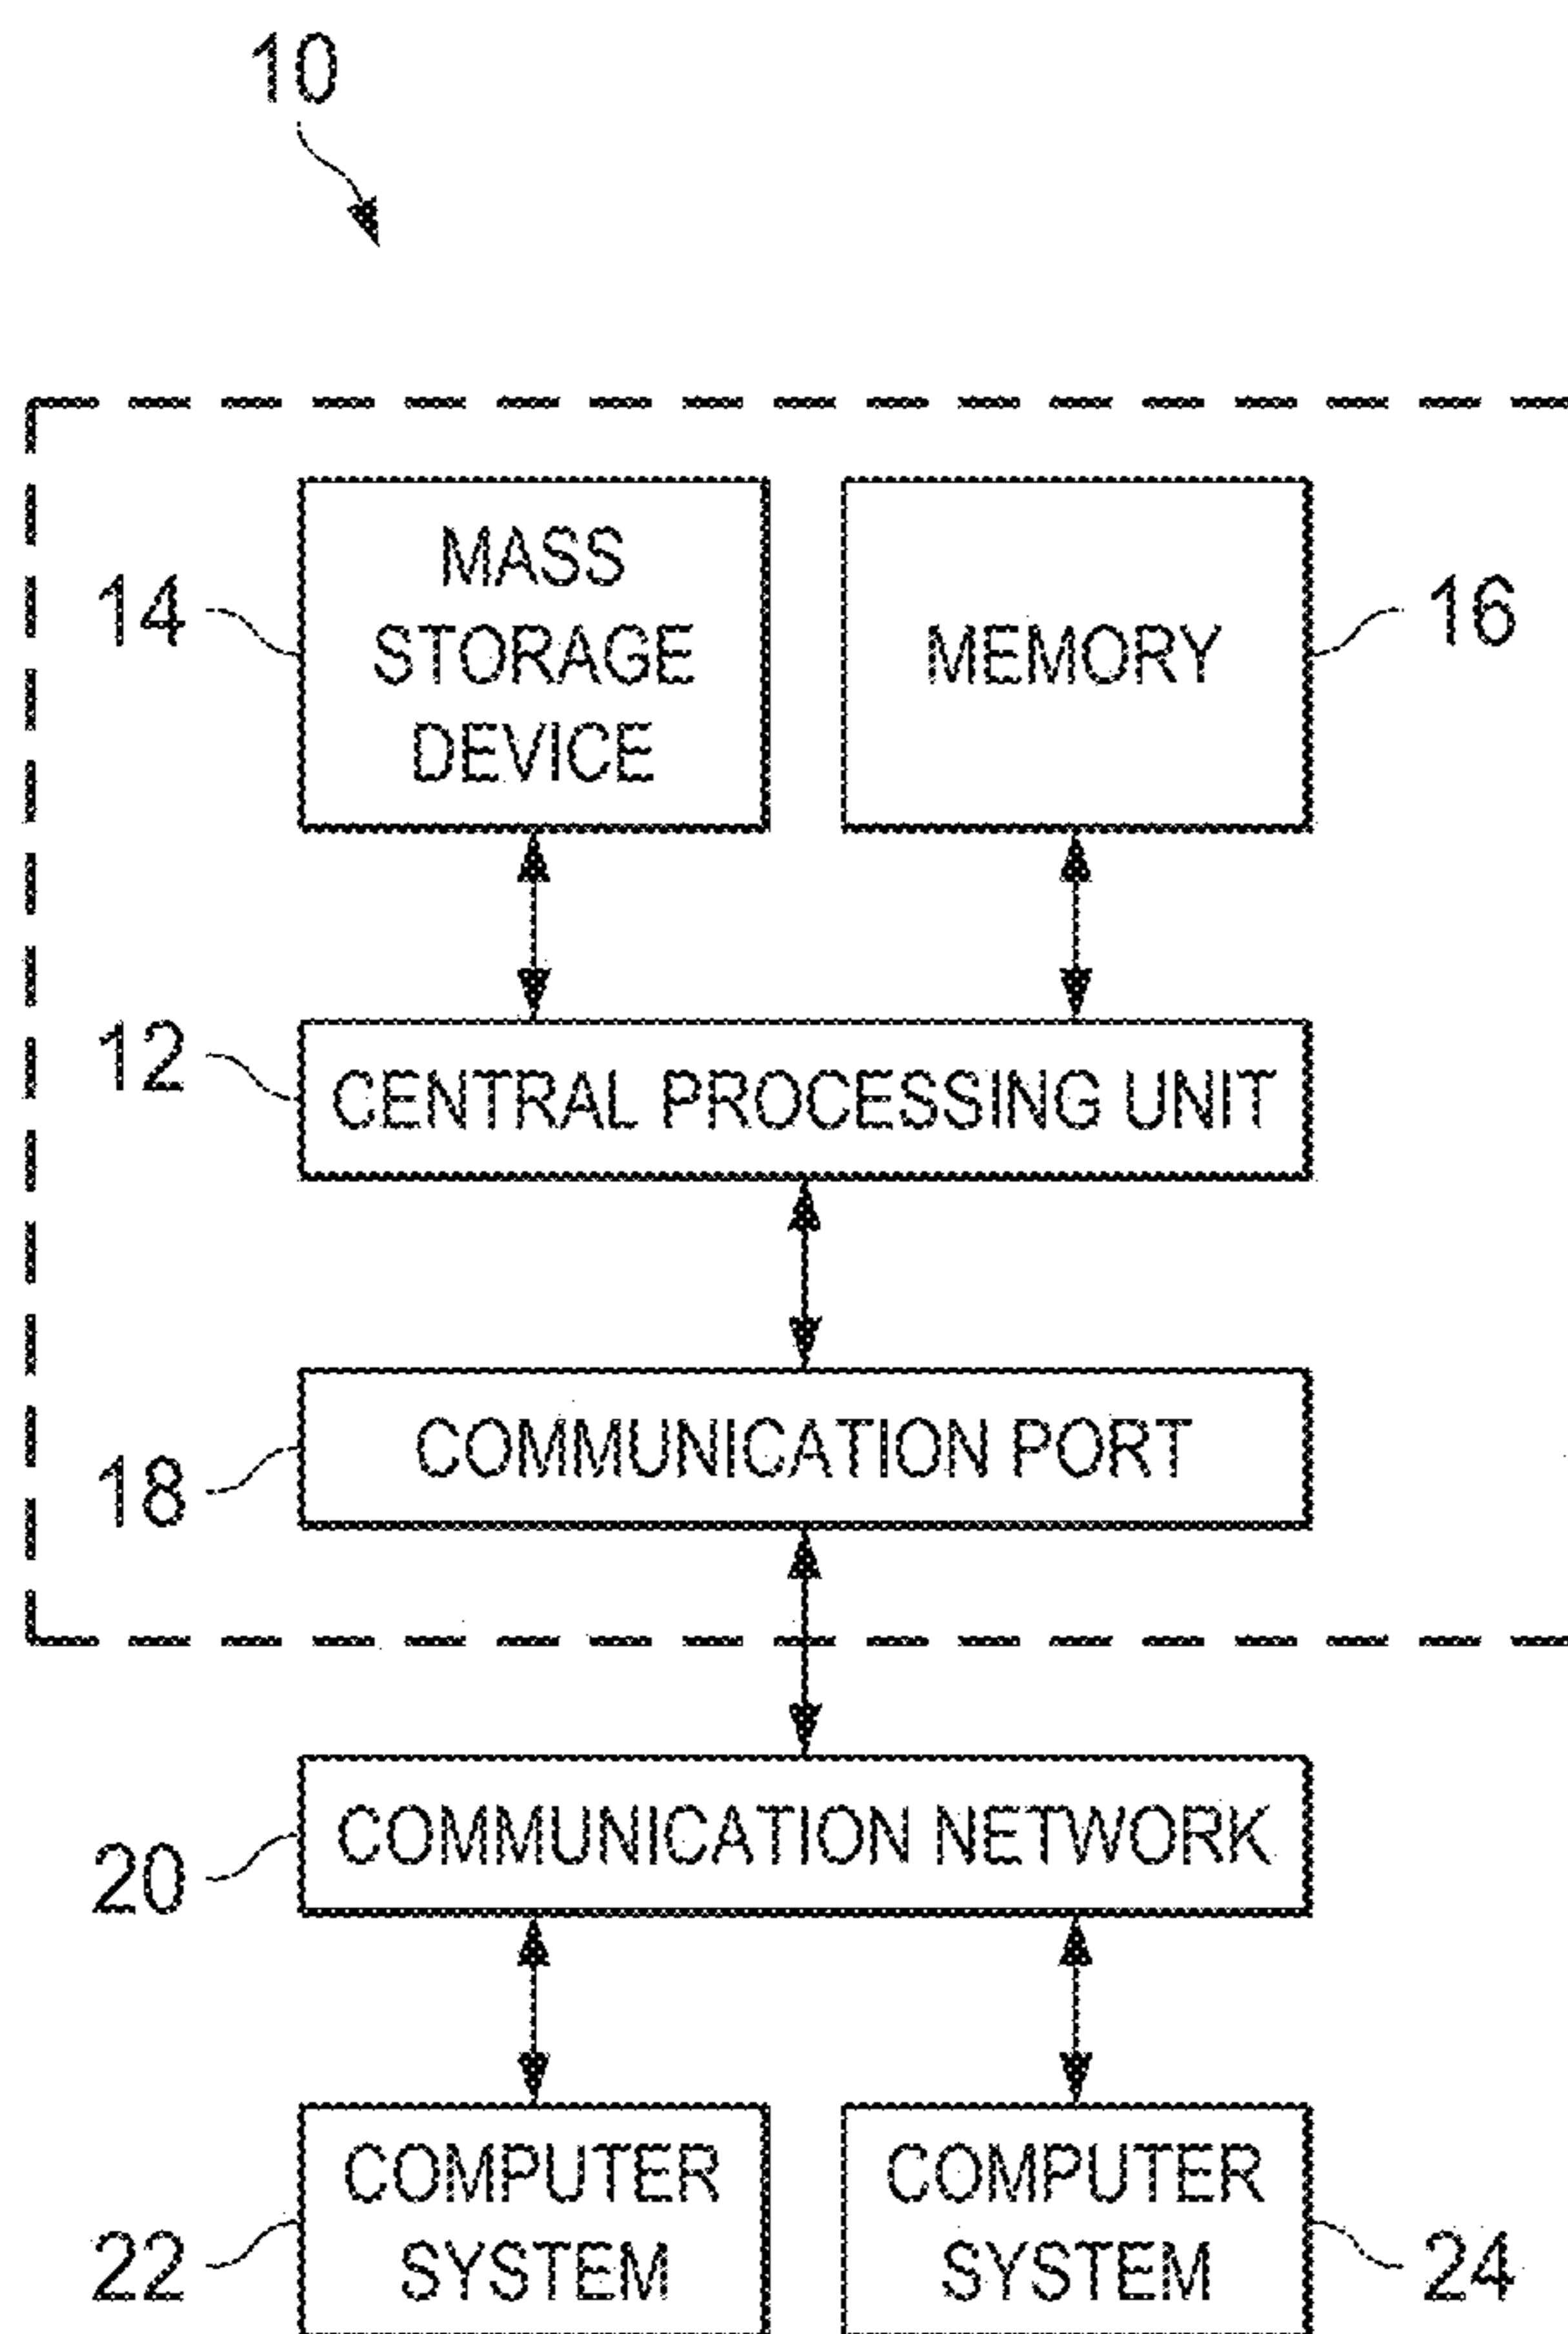 10
MASS
STORAGE
DEVICE
14
MEMORY
16
12
CENTRAL PROCESSING UNIT
COMMUNICATION PORT
18
COMMUNICATION NETWORK
20
COMPUTER
SYSTEM
22
COMPUTER
SYSTEM
24